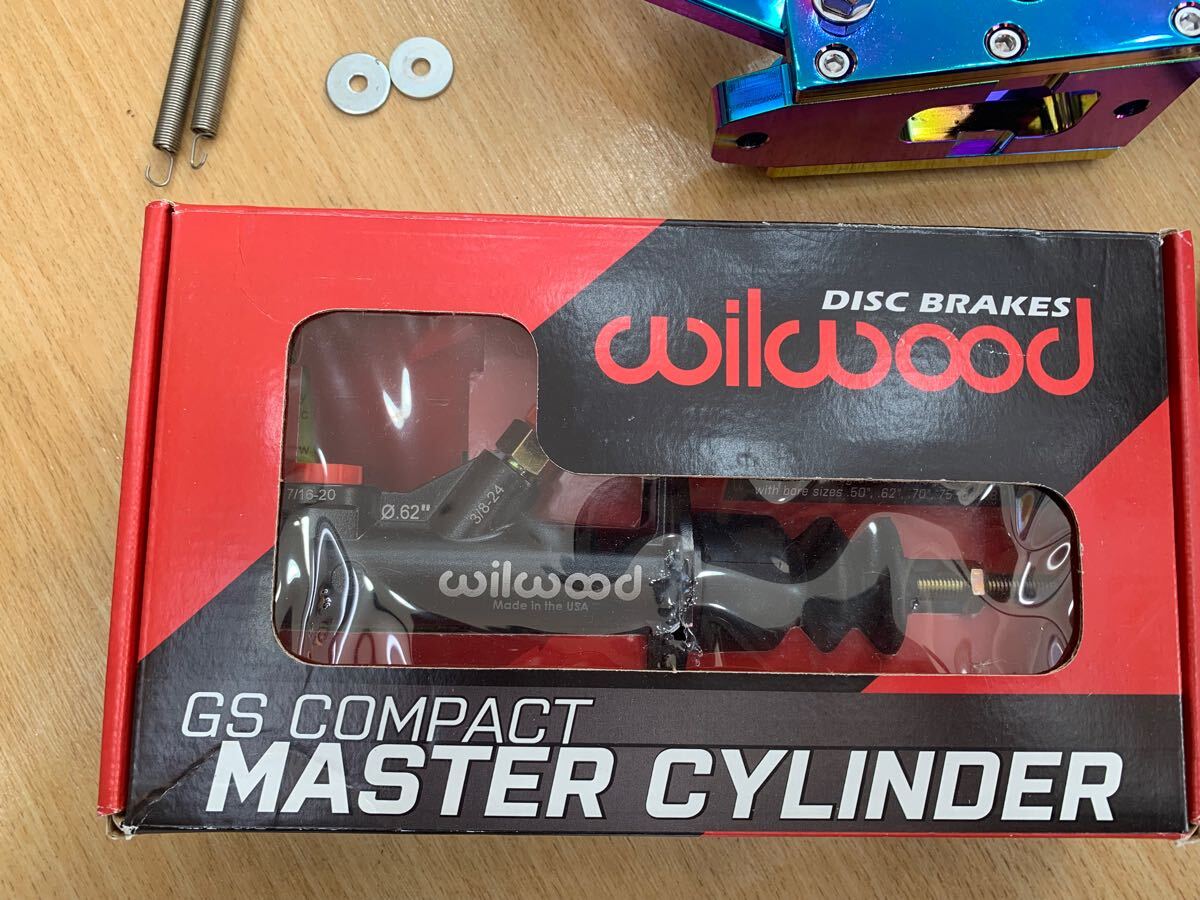 DISC BRAKES
wilwood
with bore sizes .50", .62", .70", .75"
7/16-20
Ø.62"
3/8-24
wilwood
Made in the USA
GS COMPACT
MASTER CYLINDER